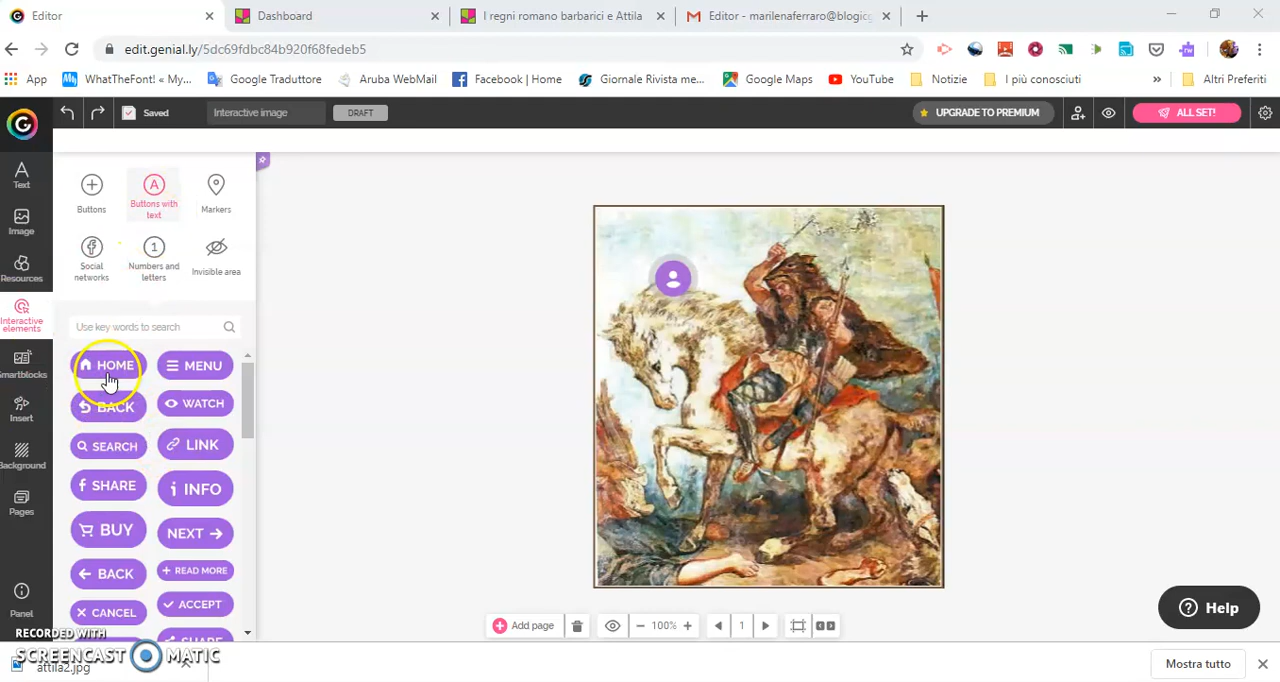 Editor
Dashboard
I regni romano barbarici e Attila
Editor - marilenaferraro@blogicg
edit.genial.ly/5dc69fdbc84b920f68fedeb5
App
WhatTheFont! « My...
Google Traduttore
Aruba WebMail
Facebook | Home
Giornale Rivista me...
Google Maps
YouTube
Notizie
I più conosciuti
»
Altri Preferiti
Saved
Interactive image
DRAFT
UPGRADE TO PREMIUM
ALL SET!
Text
Image
Resources
Interactive
elements
Smartblocks
Insert
Background
Pages
Panel
Buttons
Buttons with
text
Markers
Social
networks
Numbers and
letters
Invisible area
Use key words to search
HOME
MENU
BACK
WATCH
SEARCH
LINK
SHARE
INFO
BUY
NEXT
BACK
READ MORE
CANCEL
ACCEPT
SHARE
Add page
100%
1
Help
RECORDED WITH
SCREENCAST MATIC
attila2.jpg
Mostra tutto